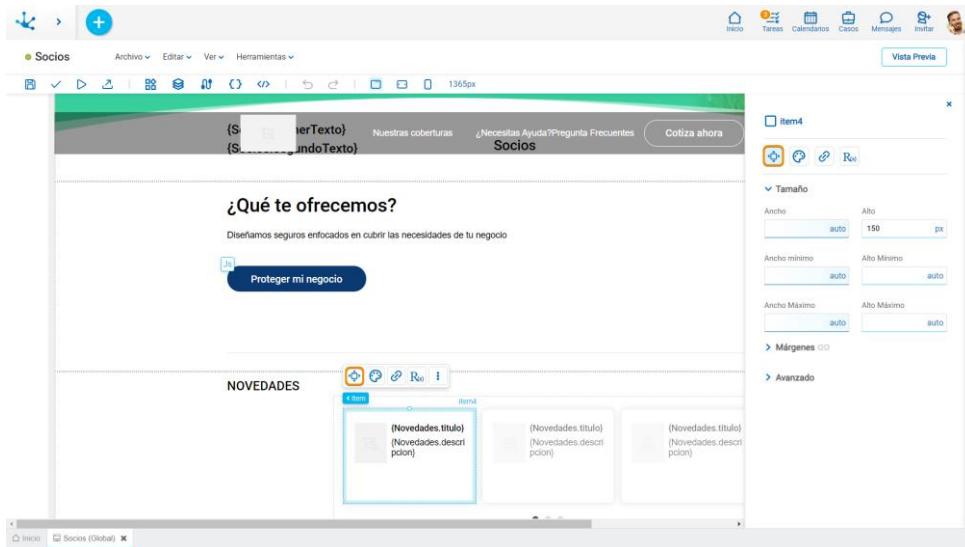 Inicio
3
Tareas
Calendarios
Casos
Mensajes
Invitar
Socios
Archivo
Editar
Ver
Herramientas
Vista Previa
1365px
Nuestras coberturas
¿Necesitas Ayuda?Pregunta Frecuentes
Cotiza ahora
Socios
¿Qué te ofrecemos?
Diseñamos seguros enfocados en cubrir las necesidades de tu negocio
Js
Proteger mi negocio
NOVEDADES
Item
item4
{Novedades.titulo}
{Novedades.descri
pcion}
{Novedades.titulo}
{Novedades.descri
pcion}
{Novedades.titulo}
{Novedades.descri
pcion}
item4
R(x)
Tamaño
Ancho
auto
Alto
150
px
Ancho mínimo
auto
Alto Mínimo
auto
Ancho Máximo
auto
Alto Máximo
auto
Márgenes
Avanzado
Inicio
Socios (Global)